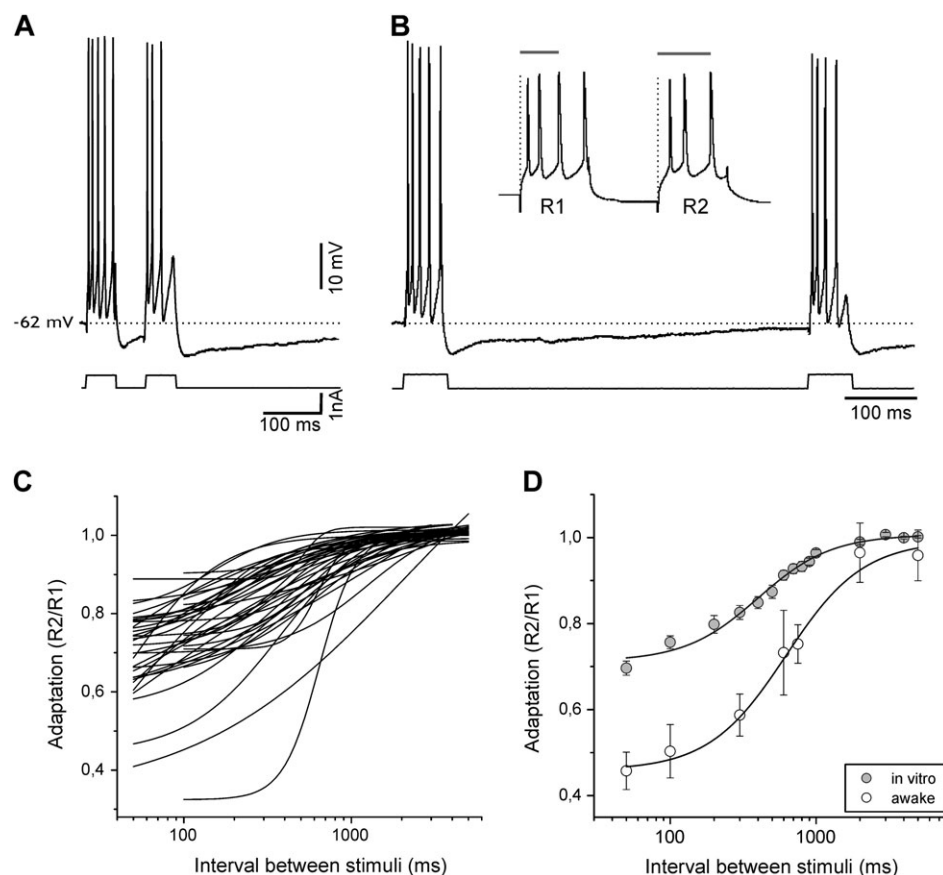 A
B
R1
R2
10 mV
-62 mV
1nA
100 ms
100 ms
C
Adaptation (R2/R1)
1,0
0,8
0,6
0,4
100
1000
Interval between stimuli (ms)
D
Adaptation (R2/R1)
1,0
0,8
0,6
0,4
100
1000
in vitro
awake
Interval between stimuli (ms)